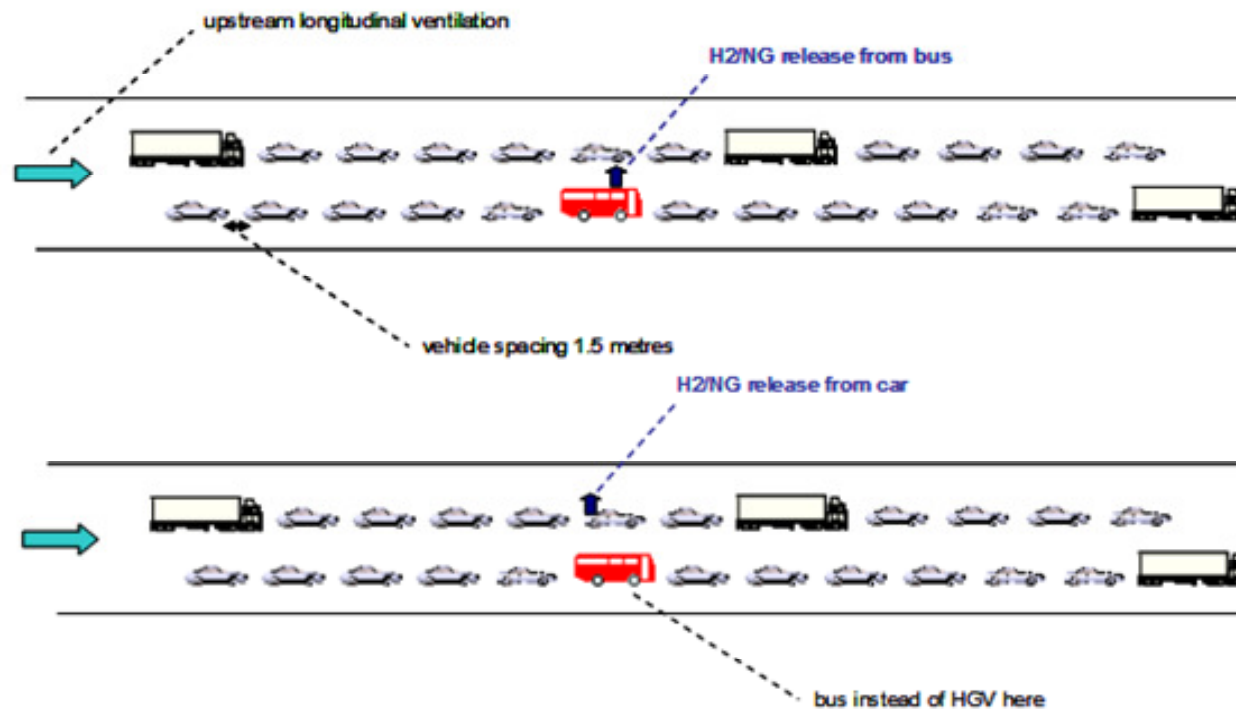 upstream longitudinal ventilation
H2/NG release from bus
vehicle spacing 1.5 metres
H2/NG release from car
bus instead of HGV here